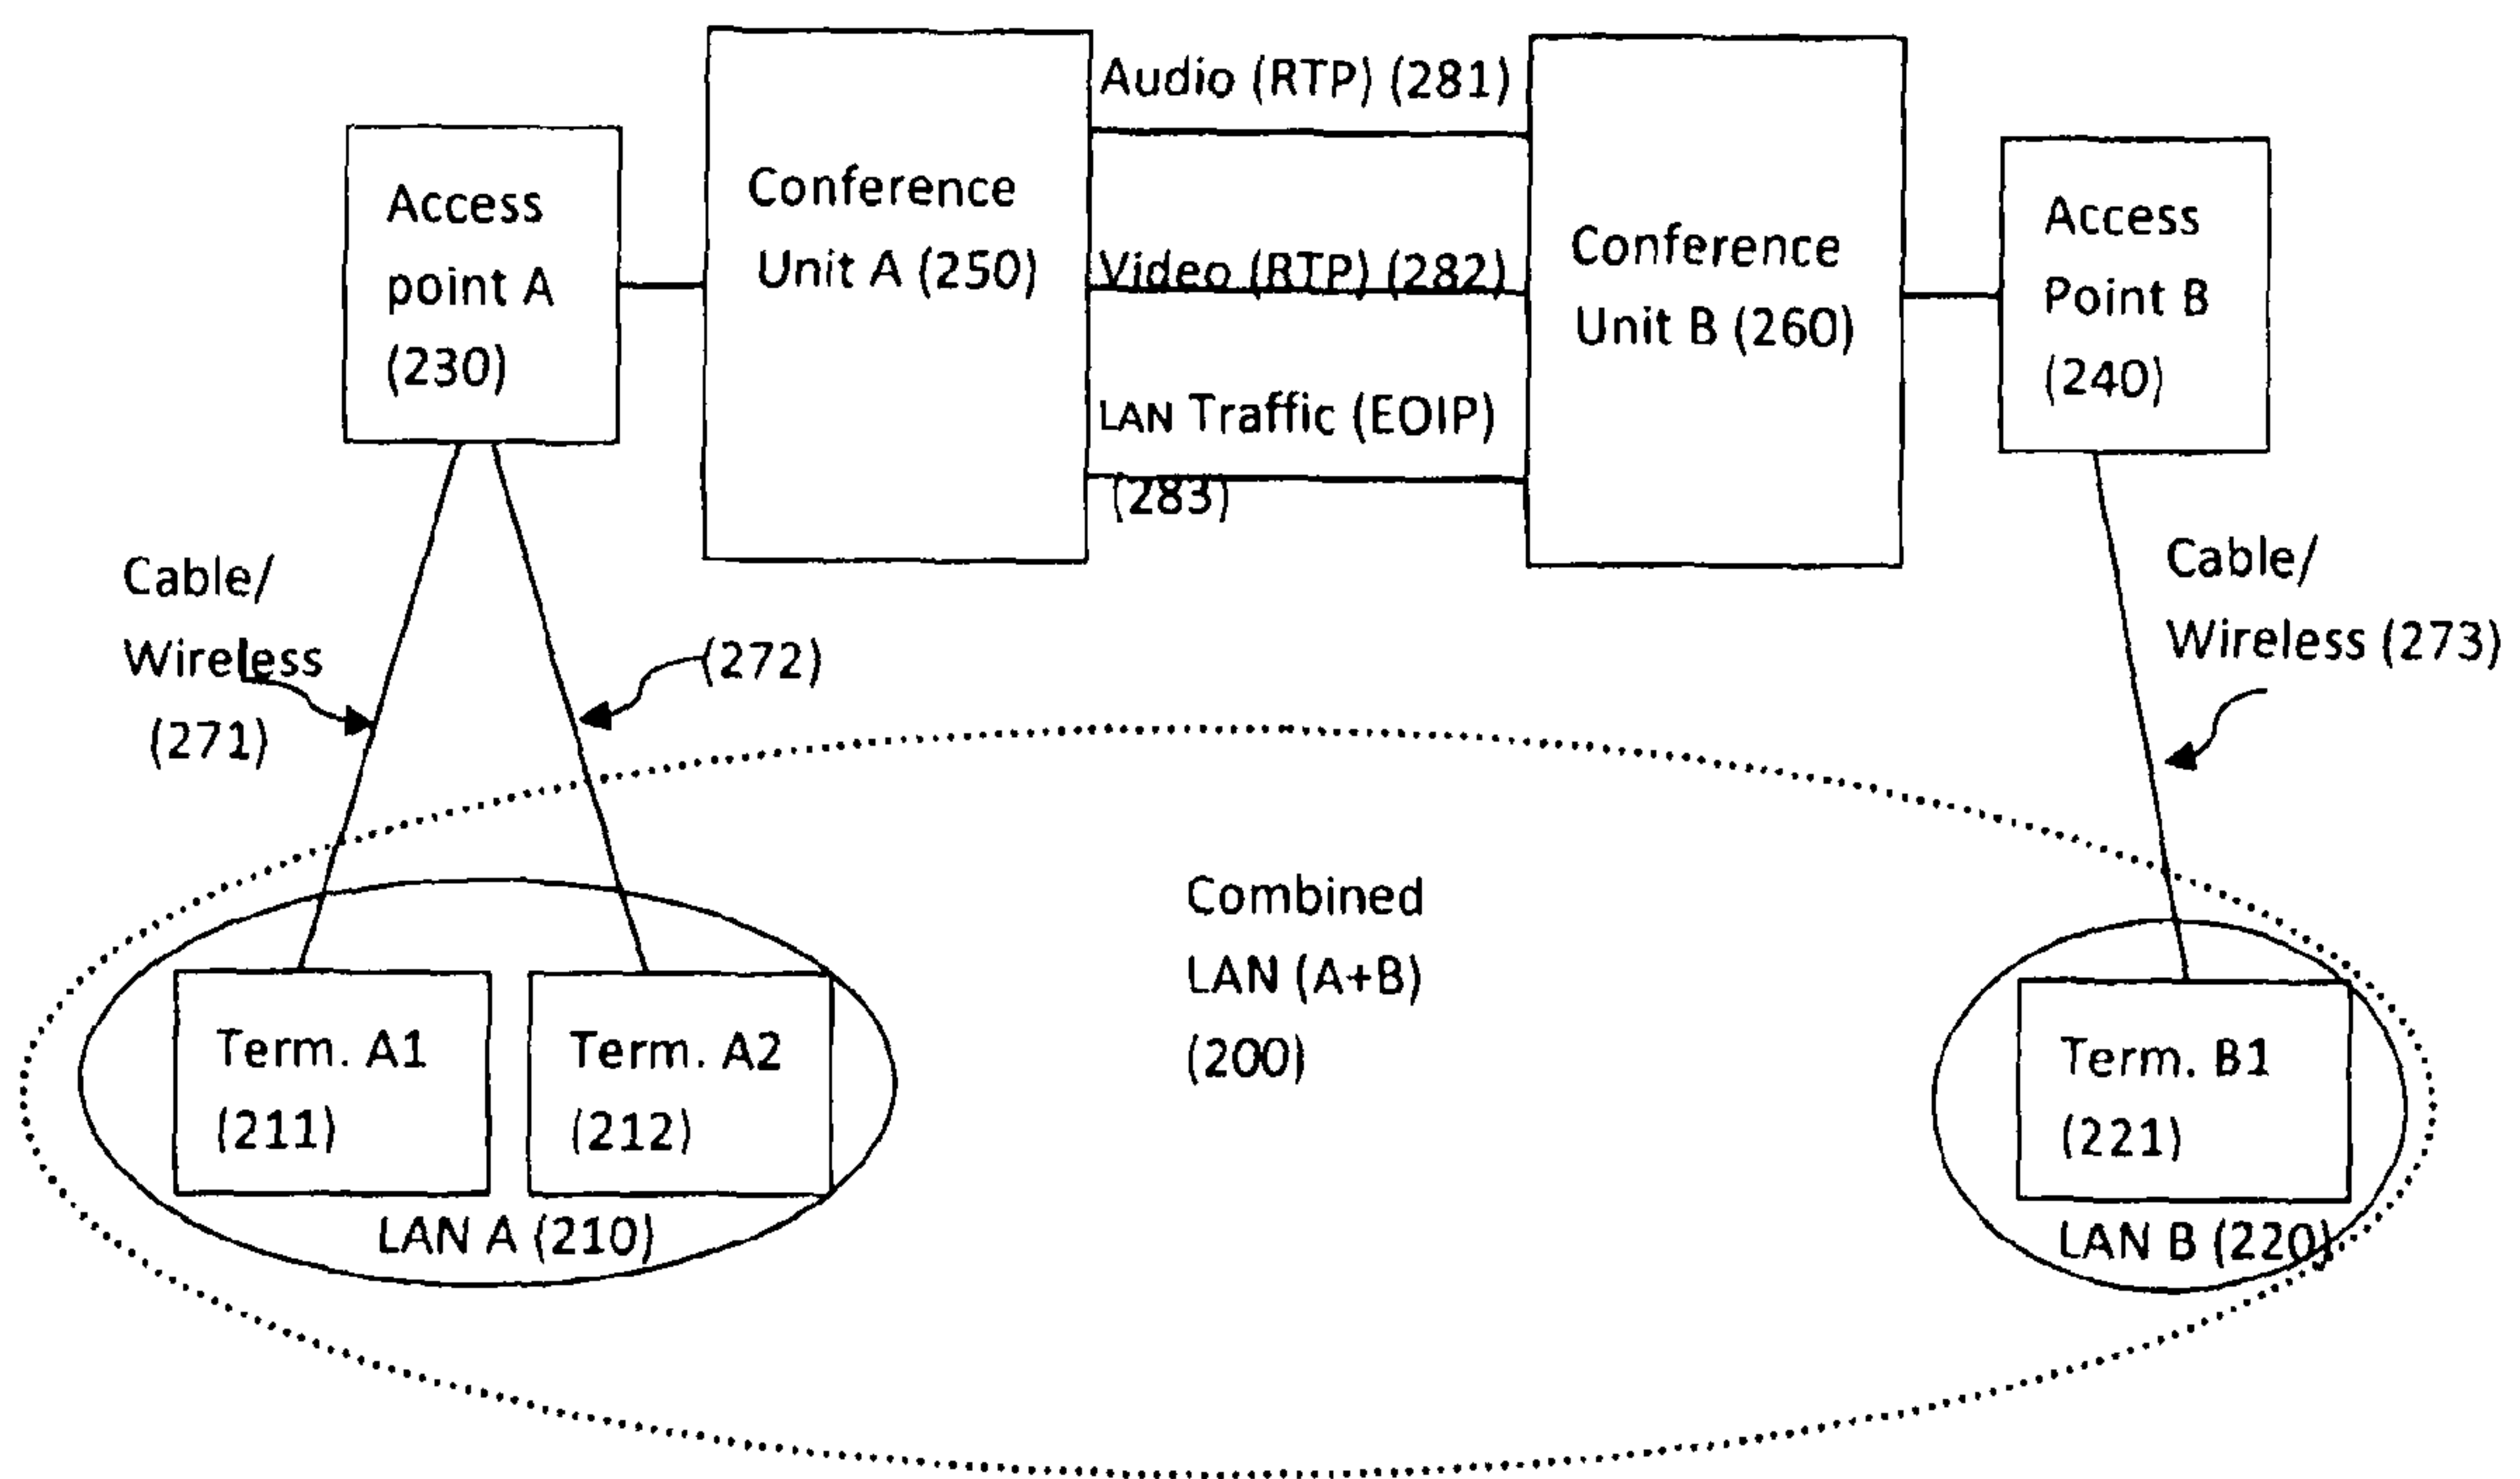 Audio (RTP) (281)
Access
point A
(230)
Conference
Unit A (250)
Video (RTP) (282)
LAN Traffic (EOIP)
(283)
Conference
Unit B (260)
Access
Point B
(240)
Cable/
Wireless
(271)
(272)
Cable/
Wireless (273)
Combined
LAN (A+B)
(200)
Term. A1
(211)
Term. A2
(212)
LAN A (210)
Term. B1
(221)
LAN B (220)